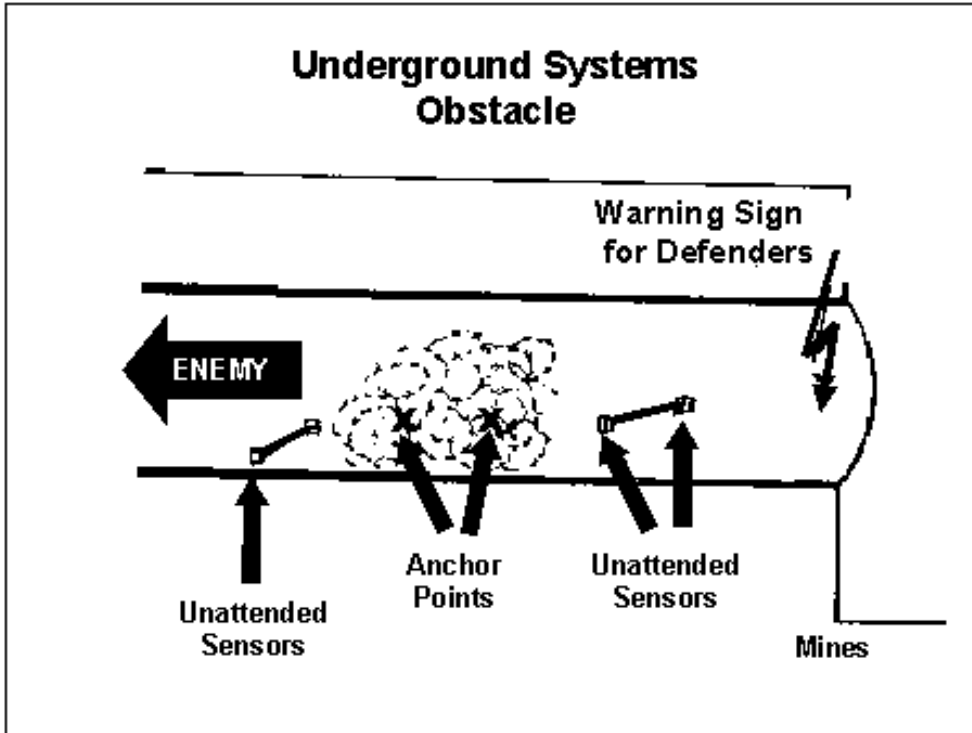 Underground Systems
Obstacle
Warning Sign
for Defenders
ENEMY
Anchor
Points
Unattended
Sensors
Unattended
Sensors
Mines